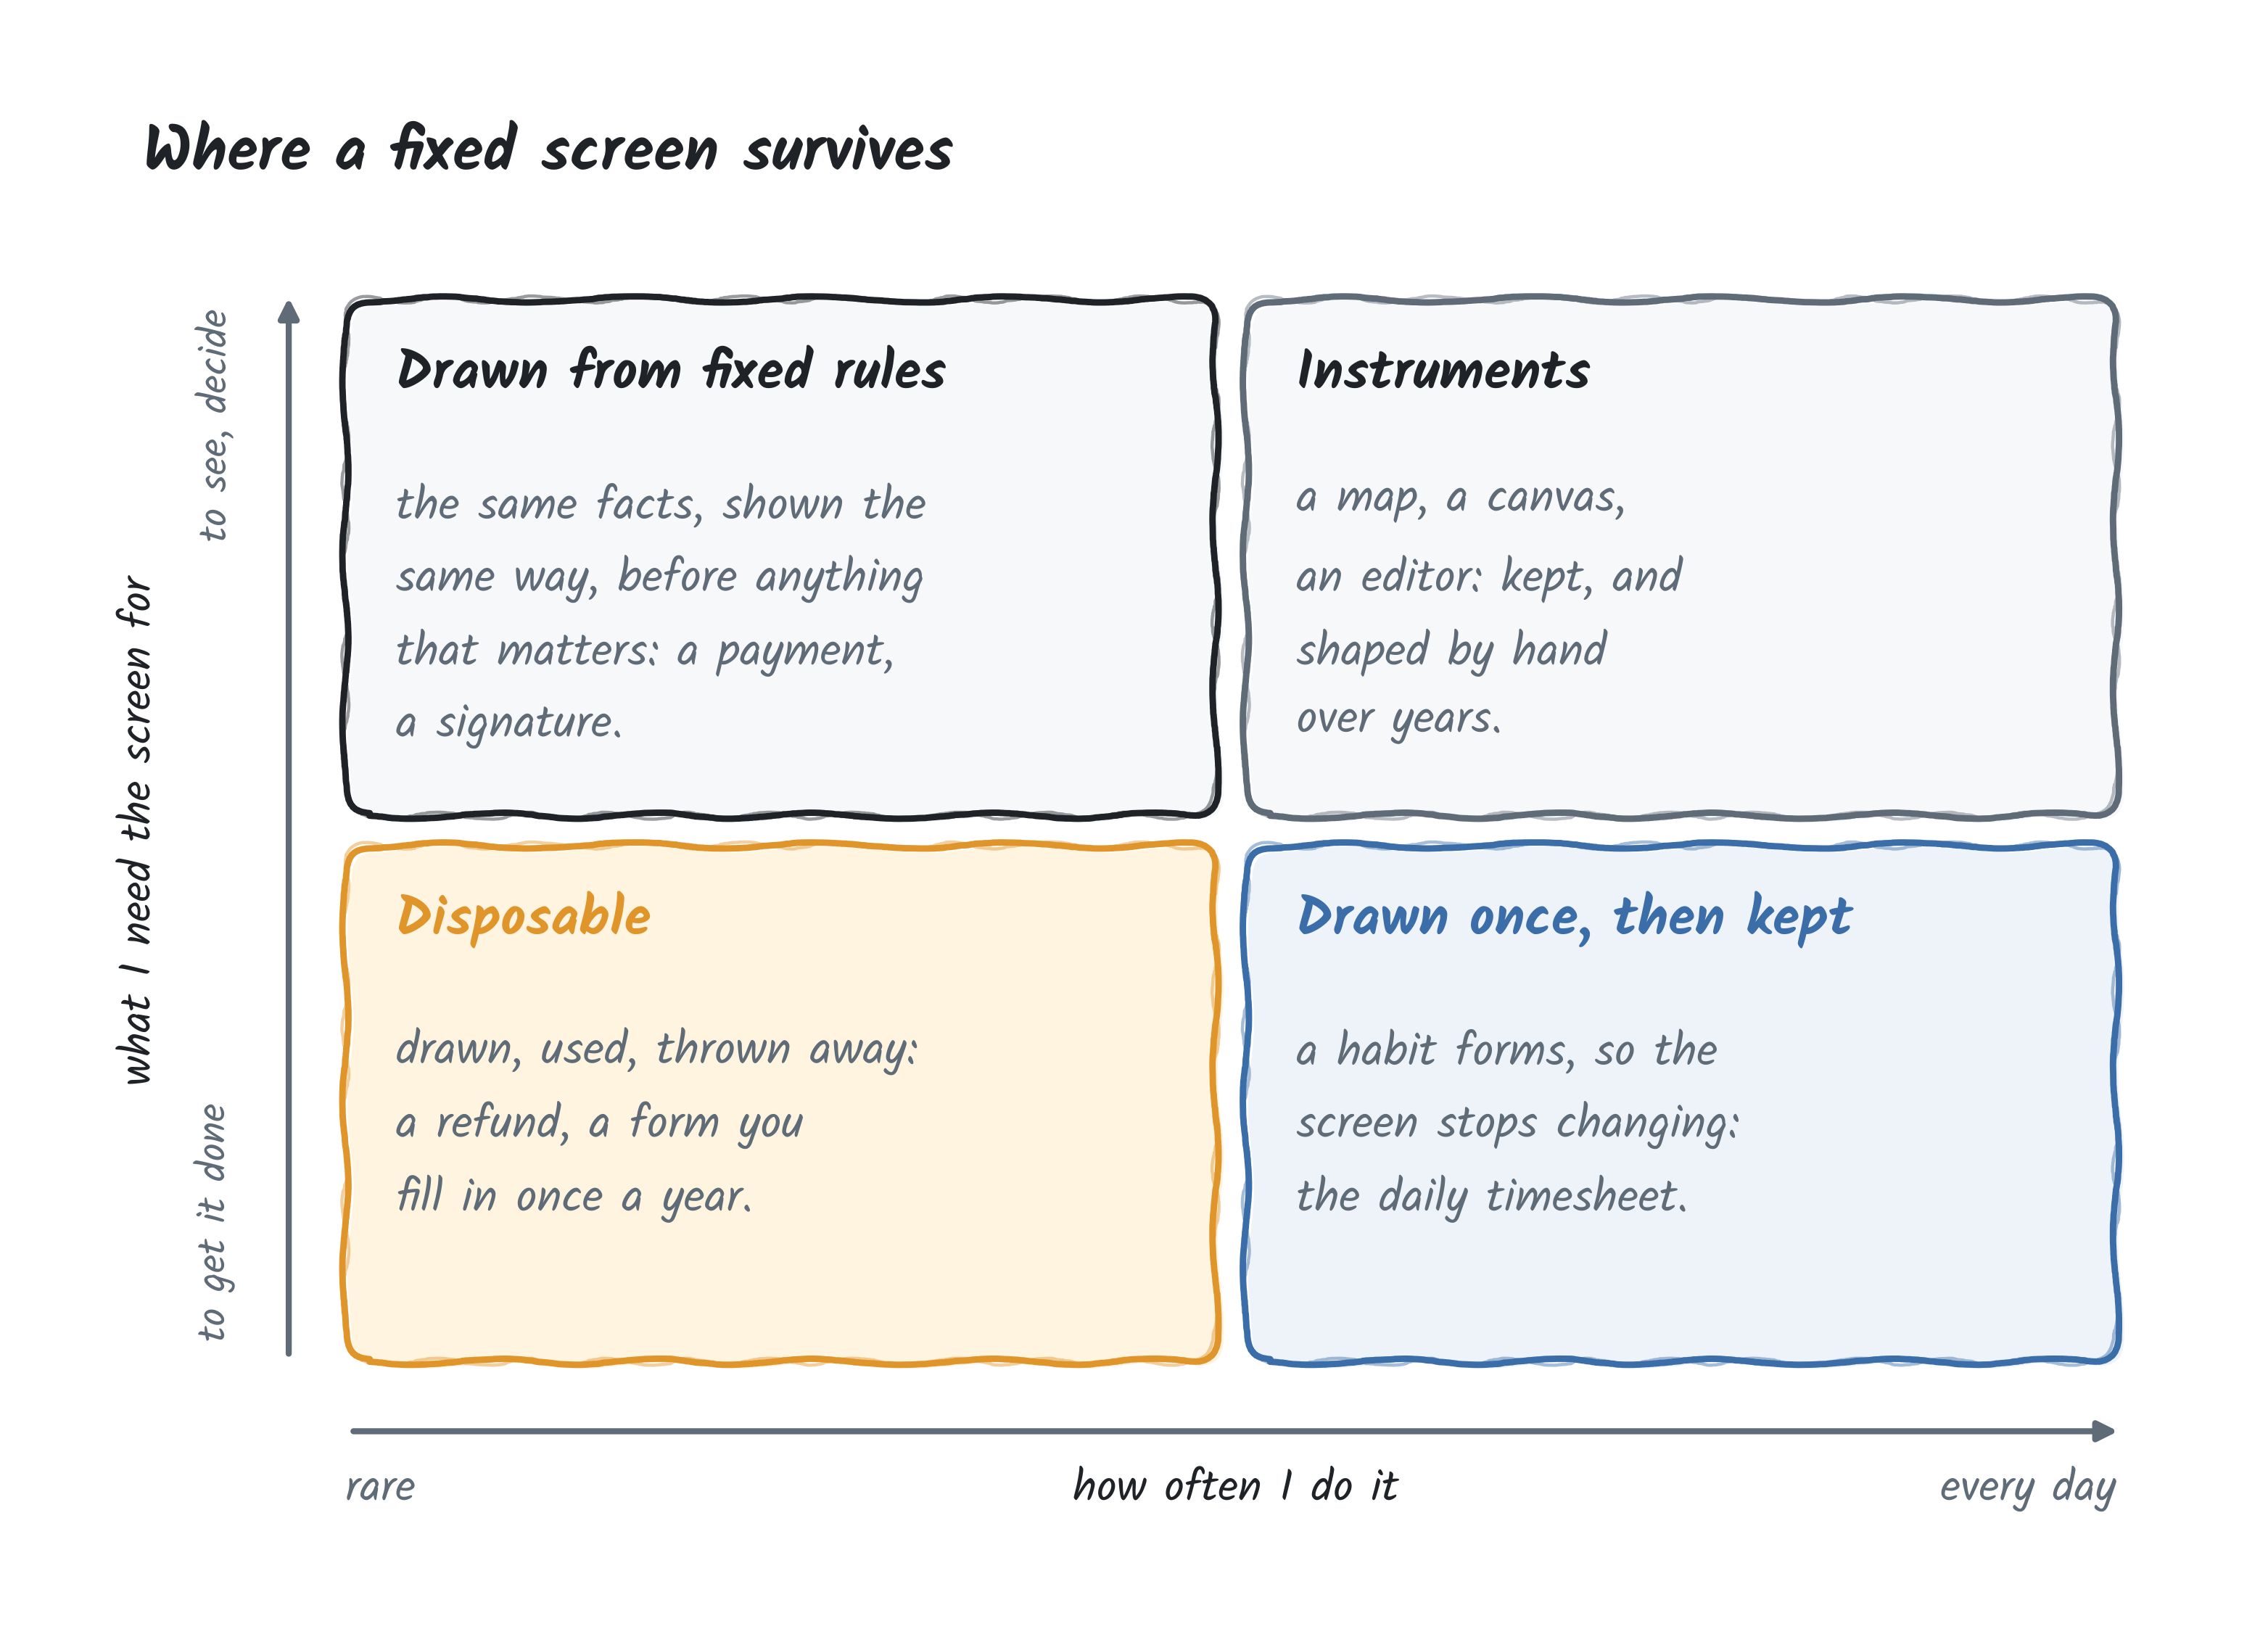 Where a fixed screen survives
to see, decide
what I need the screen for
to get it done
Drawn from fixed rules
the same facts, shown the
same way, before anything
that matters: a payment,
a signature.
Instruments
a map, a canvas,
an editor: kept, and
shaped by hand
over years.
Disposable
drawn, used, thrown away:
a refund, a form you
fill in once a year.
Drawn once, then kept
a habit forms, so the
screen stops changing:
the daily timesheet.
rare
how often I do it
every day